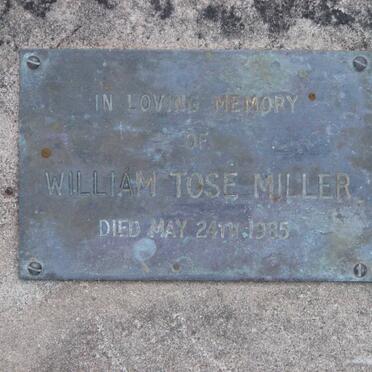 IN LOVING MEMORY
OF
WILLIAM TOSE MILLER
DIED MAY 24TH. 1985